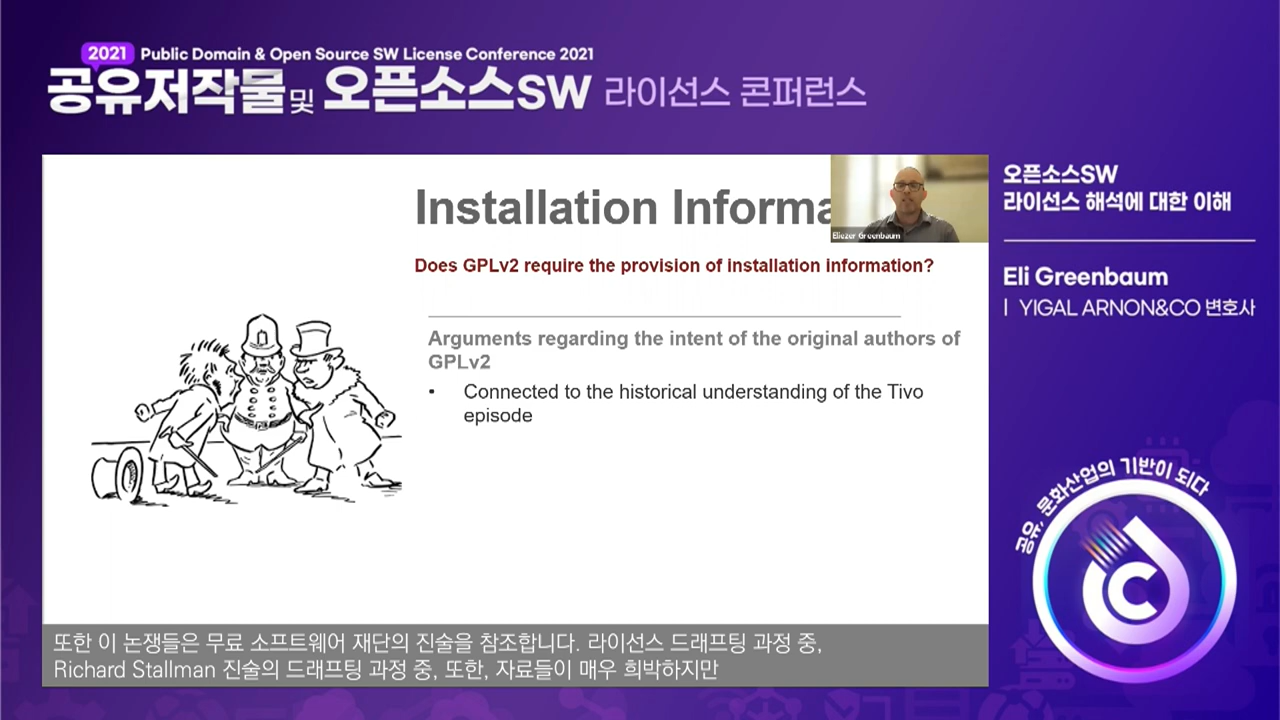 2021 Public Domain & Open Source SW License Conference 2021
공유저작물 및 오픈소스SW 라이선스 콘퍼런스
Installation Informa
Eliezer Greenbaum
Does GPLv2 require the provision of installation information?
Arguments regarding the intent of the original authors of
GPLv2
• Connected to the historical understanding of the Tivo
episode
또한 이 논쟁들은 무료 소프트웨어 재단의 진술을 참조합니다. 라이선스 드래프팅 과정 중,
Richard Stallman 진술의 드래프팅 과정 중, 또한, 자료들이 매우 희박하지만
오픈소스SW
라이선스 해석에 대한 이해
Eli Greenbaum
| YIGAL ARNON&CO 변호사
공유, 문화산업의 기반이 되다